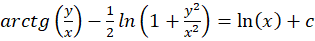 arctg(y/x) − 1/2 ln(1 + y²/x²) = ln(x) + c